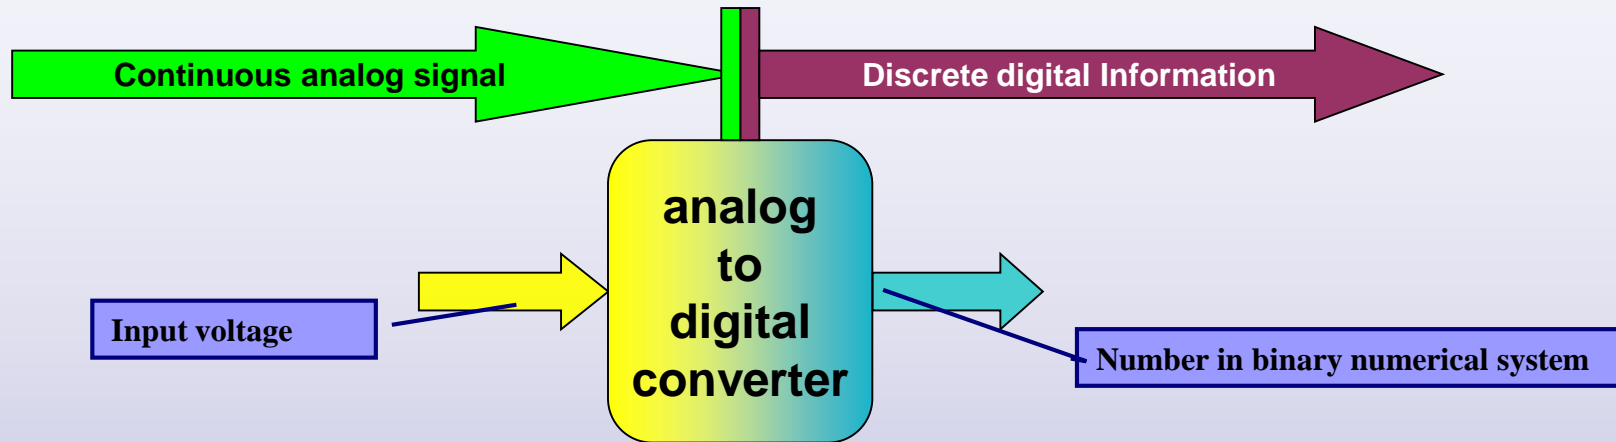 Continuous analog signal
Discrete digital Information
analog
to
digital
converter
Input voltage
Number in binary numerical system